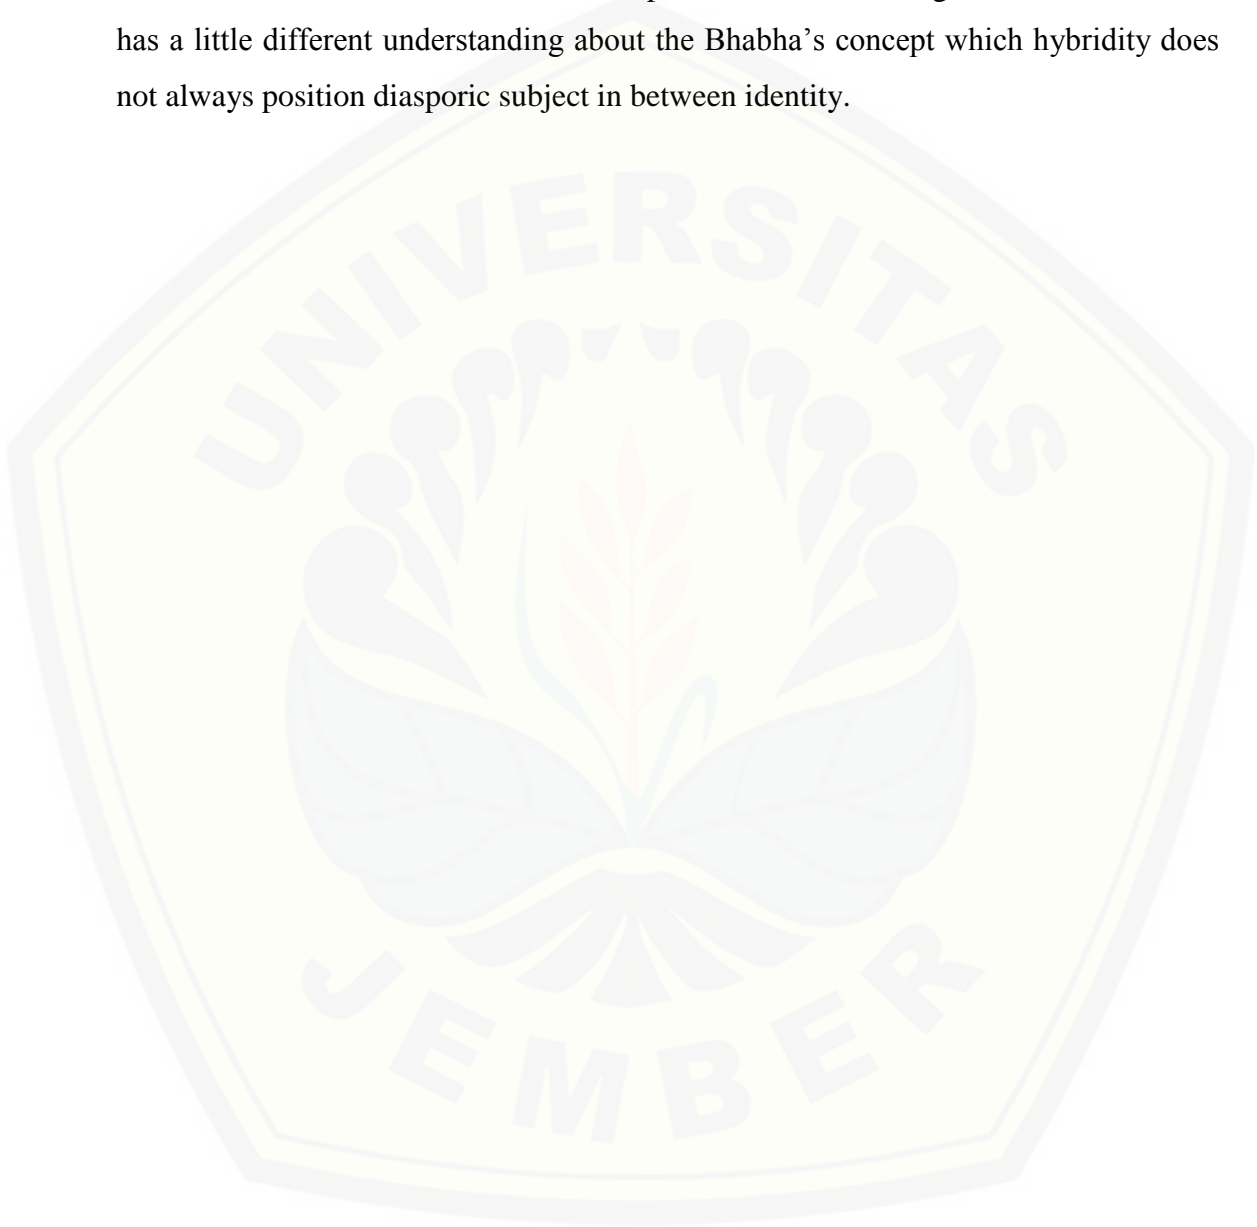 has a little different understanding about the Bhabha's concept which hybridity does
not always position diasporic subject in between identity.
UNIVERSITAS
JEMBER